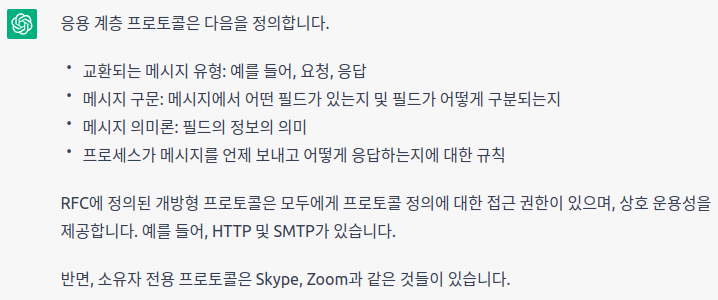 응용 계층 프로토콜은 다음을 정의합니다.
• 교환되는 메시지 유형: 예를 들어, 요청, 응답
• 메시지 구문: 메시지에서 어떤 필드가 있는지 및 필드가 어떻게 구분되는지
• 메시지 의미론: 필드의 정보의 의미
• 프로세스가 메시지를 언제 보내고 어떻게 응답하는지에 대한 규칙
RFC에 정의된 개방형 프로토콜은 모두에게 프로토콜 정의에 대한 접근 권한이 있으며, 상호 운용성을
제공합니다. 예를 들어, HTTP 및 SMTP가 있습니다.
반면, 소유자 전용 프로토콜은 Skype, Zoom과 같은 것들이 있습니다.